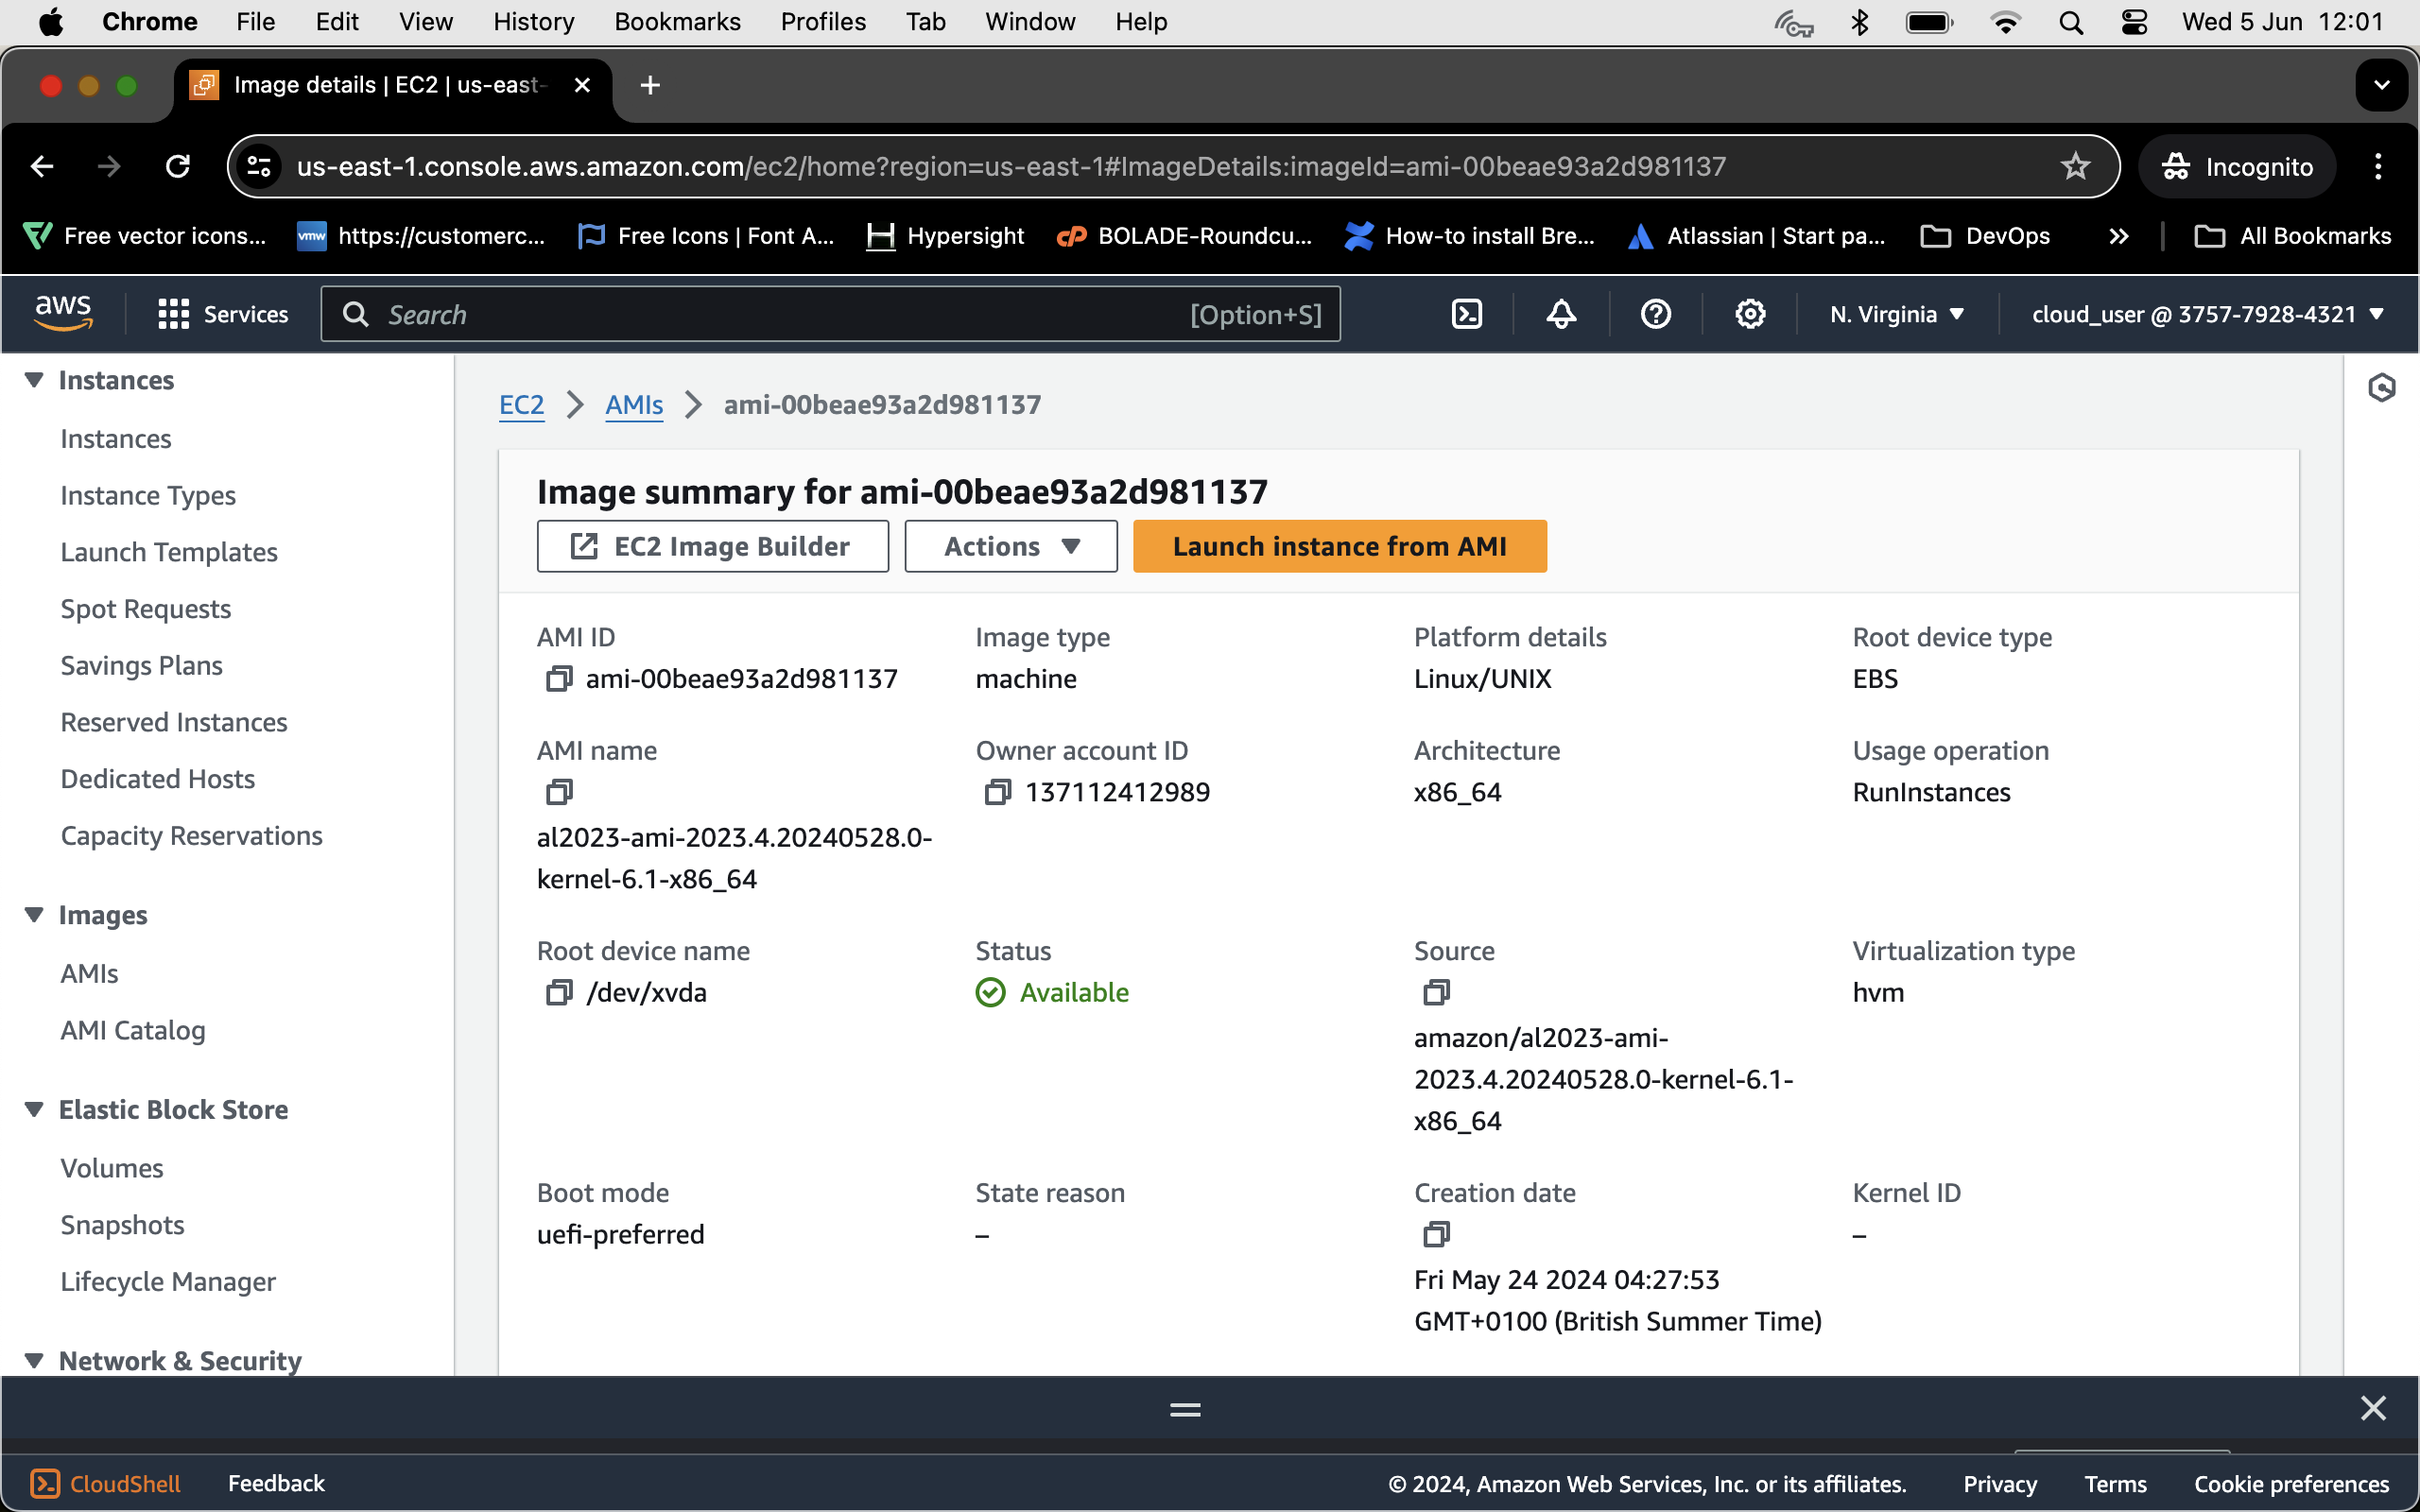 Chrome File Edit View History Bookmarks Profiles Tab Window Help Wed 5 Jun 12:01
Image details | EC2 | us-east-
us-east-1.console.aws.amazon.com/ec2/home?region=us-east-1#ImageDetails:imageId=ami-00beae93a2d981137 Incognito
Free vector icons... vmw https://customerc... Free Icons | Font A... Hypersight BOLADE-Roundcu... How-to install Bre... Atlassian | Start pa... DevOps All Bookmarks
aws Services Search [Option+S] N. Virginia cloud_user @ 3757-7928-4321
Instances
Instances
Instance Types
Launch Templates
Spot Requests
Savings Plans
Reserved Instances
Dedicated Hosts
Capacity Reservations
Images
AMIs
AMI Catalog
Elastic Block Store
Volumes
Snapshots
Lifecycle Manager
Network & Security
EC2 AMIs ami-00beae93a2d981137
Image summary for ami-00beae93a2d981137
EC2 Image Builder Actions Launch instance from AMI
AMI ID
ami-00beae93a2d981137
Image type
machine
Platform details
Linux/UNIX
Root device type
EBS
AMI name
al2023-ami-2023.4.20240528.0-
kernel-6.1-x86_64
Owner account ID
137112412989
Architecture
x86_64
Usage operation
RunInstances
Root device name
/dev/xvda
Status
Available
Source
amazon/al2023-ami-
2023.4.20240528.0-kernel-6.1-
x86_64
Virtualization type
hvm
Boot mode
uefi-preferred
State reason
–
Creation date
Fri May 24 2024 04:27:53
GMT+0100 (British Summer Time)
Kernel ID
–
CloudShell Feedback © 2024, Amazon Web Services, Inc. or its affiliates. Privacy Terms Cookie preferences